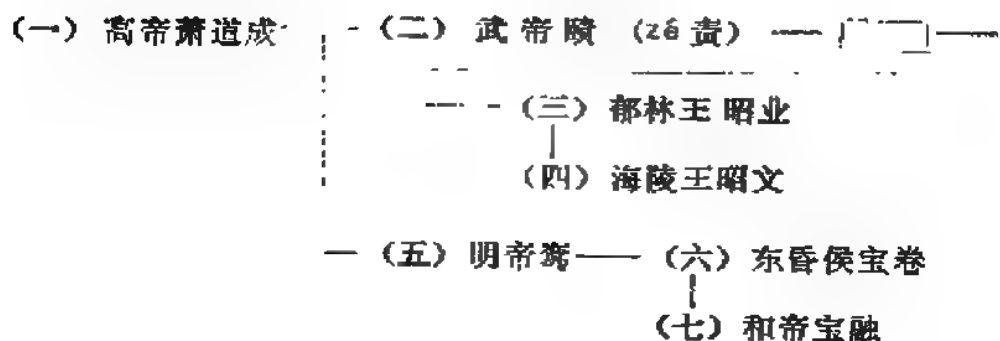 (一) 高帝萧道成 (二) 武帝赜 (zé 责)
(三) 郁林王昭业
(四) 海陵王昭文
(五) 明帝鸾 (六) 东昏侯宝卷
(七) 和帝宝融